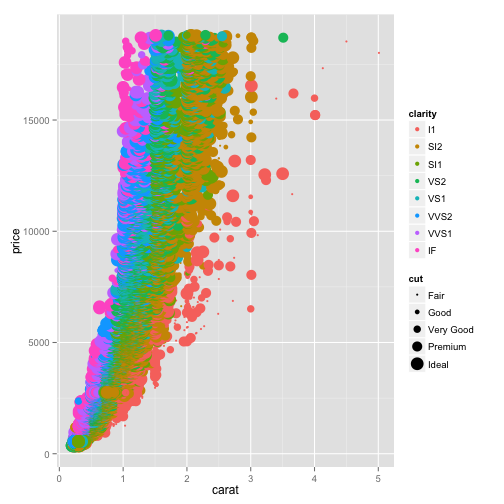 15000
10000
5000
0
price
0
1
2
3
4
5
carat
clarity
I1
SI2
SI1
VS2
VS1
VVS2
VVS1
IF
cut
Fair
Good
Very Good
Premium
Ideal